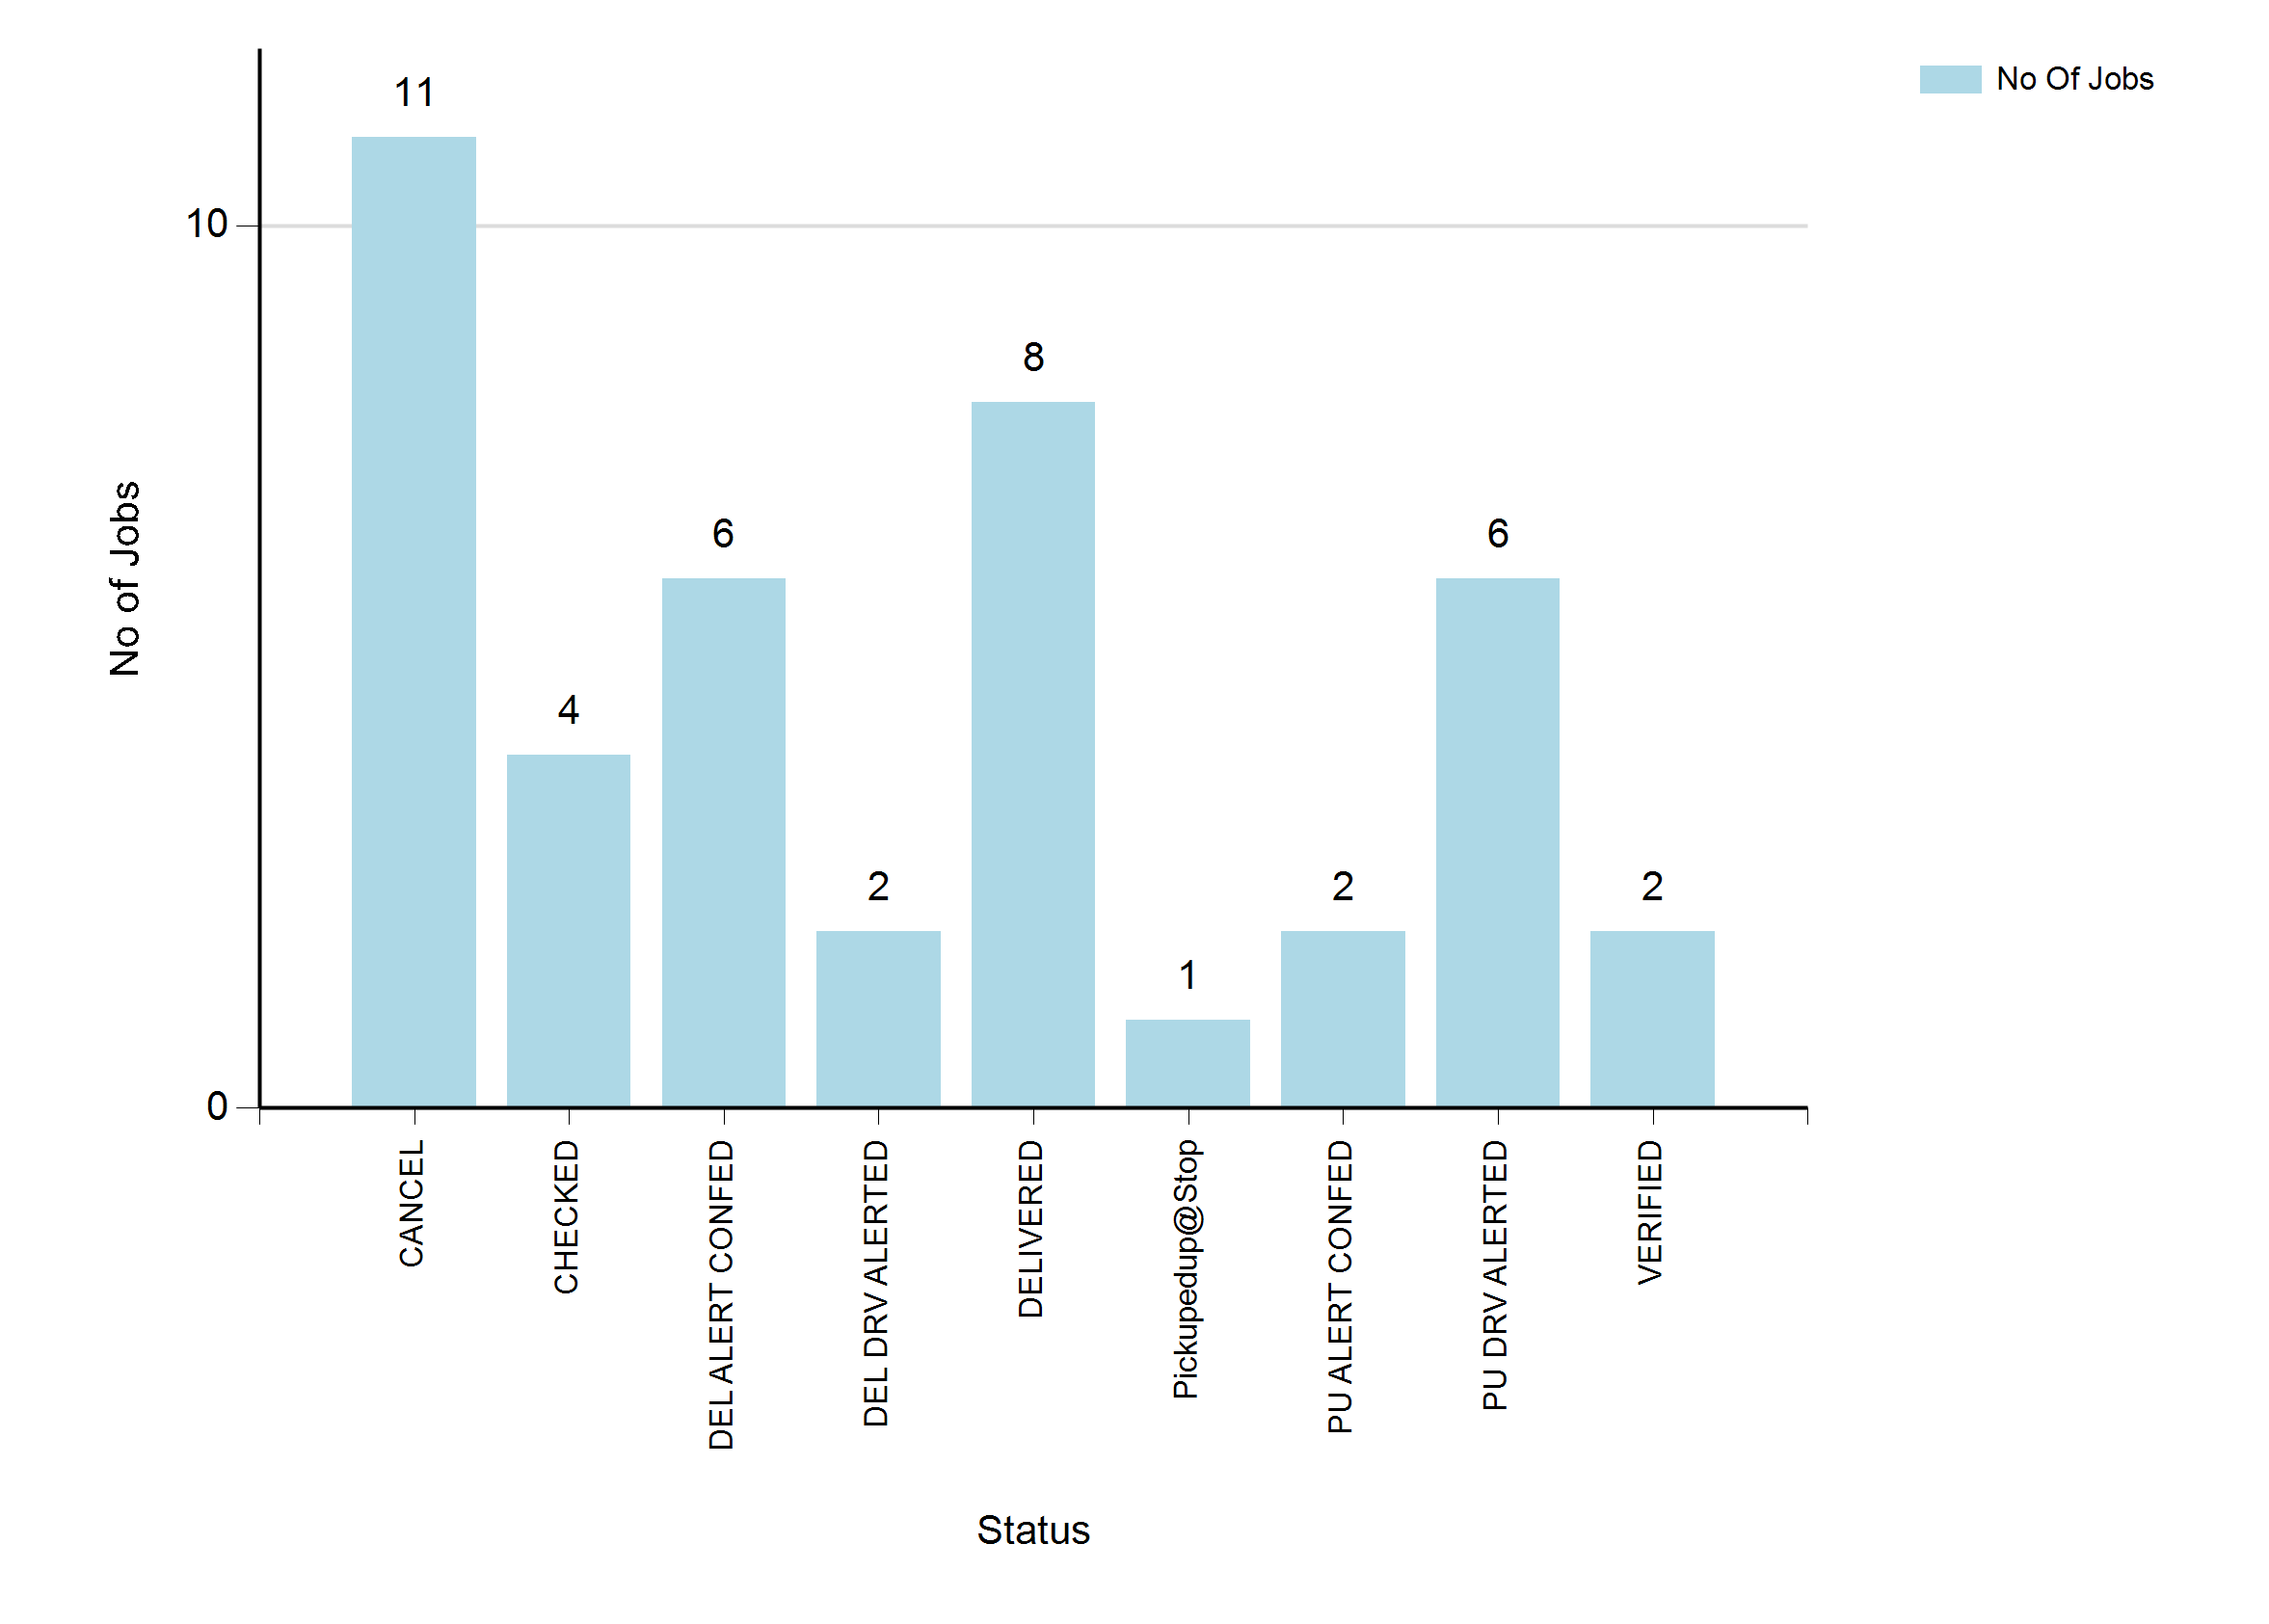 No Of Jobs
11
10
8
6
6
4
2
2
2
1
0
No of Jobs
CANCEL
CHECKED
DEL ALERT CONFED
DEL DRV ALERTED
DELIVERED
Pickupedup@Stop
PU ALERT CONFED
PU DRV ALERTED
VERIFIED
Status